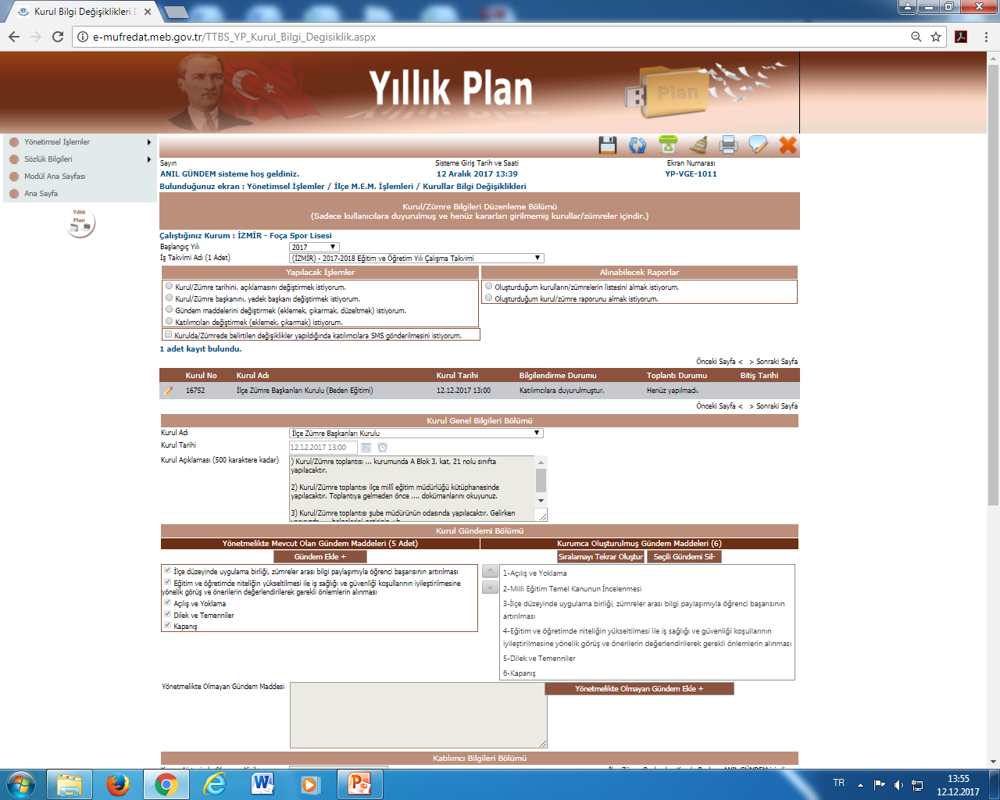 Kurul Bilgi Değişiklikleri D
e-mufredat.meb.gov.tr/TTBS_YP_Kurul_Bilgi_Degisiklik.aspx
Yıllık Plan
Plan
Yönetimsel İşlemler
Sözlük Bilgileri
Modül Ana Sayfası
Ana Sayfa
Yıllık
Plan
Sayın
Sisteme Giriş Tarih ve Saati
Ekran Numarası
ANIL GÜNDEM sisteme hoş geldiniz.
12 Aralık 2017 13:39
YP-VGE-1011
Bulunduğunuz ekran : Yönetimsel İşlemler / İlçe M.E.M. İşlemleri / Kurullar Bilgi Değişiklikleri
Kurul/Zümre Bilgileri Düzenleme Bölümü
(Sadece kullanıcılara duyurulmuş ve henüz kararları girilmemiş kurullar/zümreler içindir.)
Çalıştığınız Kurum : İZMİR - Foça Spor Lisesi
Başlangıç Yılı
2017
İş Takvimi Adı (1 Adet)
(İZMİR) - 2017-2018 Eğitim ve Öğretim Yılı Çalışma Takvimi
Yapılacak İşlemler
Alınabilecek Raporlar
Kurul/Zümre tarihini, açıklamasını değiştirmek istiyorum.
Oluşturduğum kurulların/zümrelerin listesini almak istiyorum.
Kurul/Zümre başkanını, yedek başkanı değiştirmek istiyorum.
Oluşturduğum kurul/zümre raporunu almak istiyorum.
Gündem maddelerini değiştirmek (eklemek, çıkarmak, düzeltmek) istiyorum.
Katılımcıları değiştirmek (eklemek, çıkarmak) istiyorum.
Kurulda/Zümrede belirtilen değişiklikler yapıldığında katılımcılara SMS gönderilmesini istiyorum.
1 adet kayıt bulundu.
Önceki Sayfa < > Sonraki Sayfa
Kurul No
Kurul Adı
Kurul Tarihi
Bilgilendirme Durumu
Toplantı Durumu
Bitiş Tarihi
16752
İlçe Zümre Başkanları Kurulu (Beden Eğitimi)
12.12.2017 13:00
Katılımcılara duyurulmuştur.
Henüz yapılmadı.
Önceki Sayfa < > Sonraki Sayfa
Kurul Genel Bilgileri Bölümü
Kurul Adı
İlçe Zümre Başkanları Kurulu
Kurul Tarihi
12.12.2017 13:00
Kurul Açıklaması (500 karaktere kadar)
) Kurul/Zümre toplantısı ... kurumunda A Blok 3. kat, 21 nolu sınıfta
yapılacaktır.
2) Kurul/Zümre toplantısı ilçe millî eğitim müdürlüğü kütüphanesinde
yapılacaktır. Toplantıya gelmeden önce .... dokümanlarını okuyunuz.
3) Kurul/Zümre toplantısı şube müdürünün odasında yapılacaktır. Gelirken
Kurul Gündemi Bölümü
Yönetmelikte Mevcut Olan Gündem Maddeleri (5 Adet)
Kurumca Oluşturulmuş Gündem Maddeleri (6)
Gündem Ekle +
Sıralamayı Tekrar Oluştur
Seçili Gündemi Sil-
İlçe düzeyinde uygulama birliği, zümreler arası bilgi paylaşımıyla öğrenci başarısının artırılması
Eğitim ve öğretimde niteliğin yükseltilmesi ile iş sağlığı ve güvenliği koşullarının iyileştirilmesine
yönelik görüş ve önerilerin değerlendirilerek gerekli önlemlerin alınması
Açılış ve Yoklama
Dilek ve Temenniler
Kapanış
1-Açılış ve Yoklama
2-Milli Eğitim Temel Kanunun İncelenmesi
3-İlçe düzeyinde uygulama birliği, zümreler arası bilgi paylaşımıyla öğrenci başarısının
artırılması
4-Eğitim ve öğretimde niteliğin yükseltilmesi ile iş sağlığı ve güvenliği koşullarının
iyileştirilmesine yönelik görüş ve önerilerin değerlendirilerek gerekli önlemlerin alınması
5-Dilek ve Temenniler
6-Kapanış
Yönetmelikte Olmayan Gündem Maddesi
Yönetmelikte Olmayan Gündem Ekle +
Katılımcı Bilgileri Bölümü
TR
13:55
12.12.2017